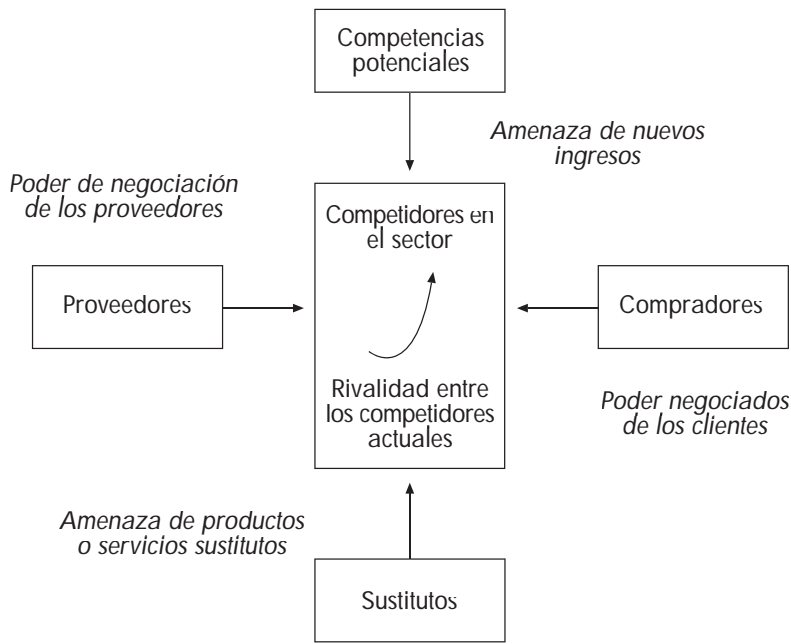 Competencias
potenciales
Amenaza de nuevos
ingresos
Poder de negociación
de los proveedores
Competidores en
el sector
Proveedores
Compradores
Rivalidad entre
los competidores
actuales
Poder negociados
de los clientes
Amenaza de productos
o servicios sustitutos
Sustitutos